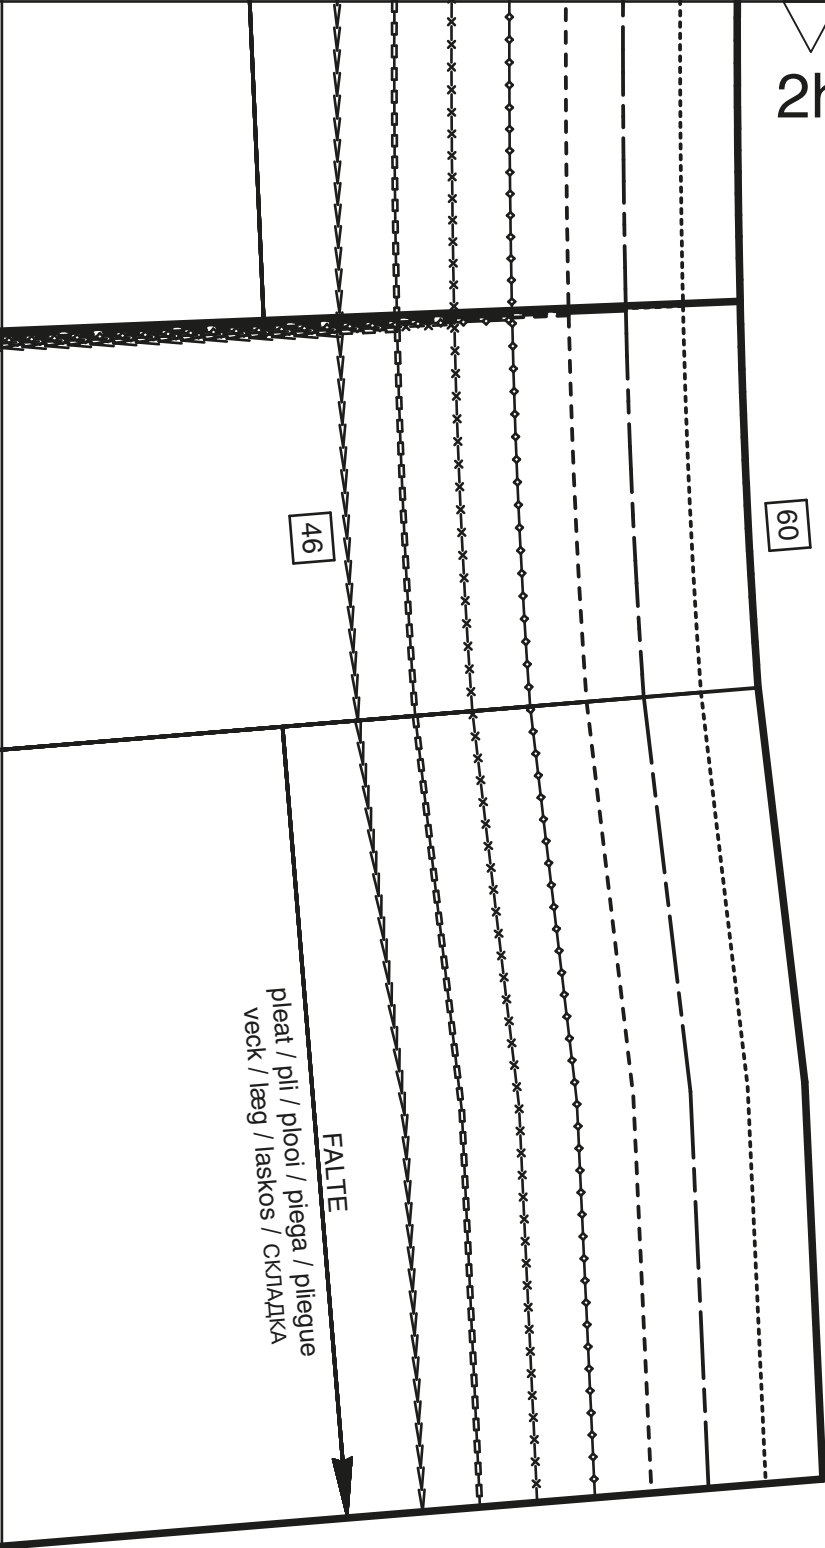 2h
46
60
FALTE
pleat / pli / plooi / piega / pliegue
veck / læg / laskos / СКЛАДКА